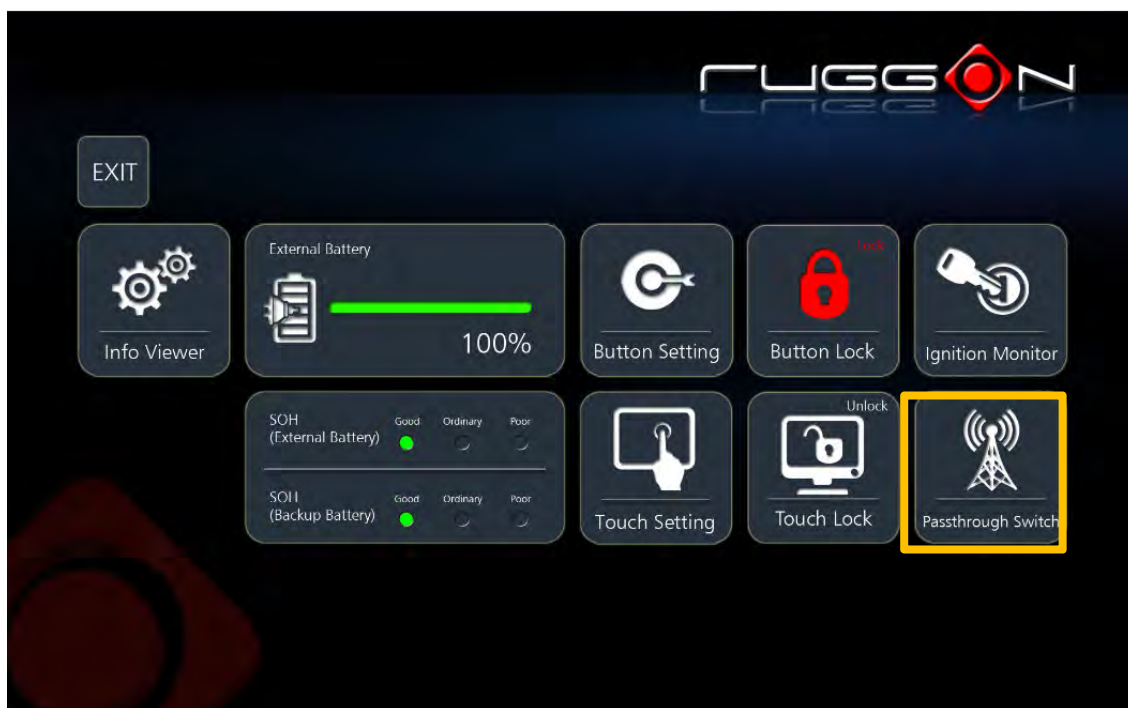 ruggON
EXIT
Info Viewer
External Battery
100%
Button Setting
Lock
Button Lock
Ignition Monitor
SOH
(External Battery)
Good Ordinary Poor
SOH
(Backup Battery)
Good Ordinary Poor
Touch Setting
Unlock
Touch Lock
Passthrough Switch